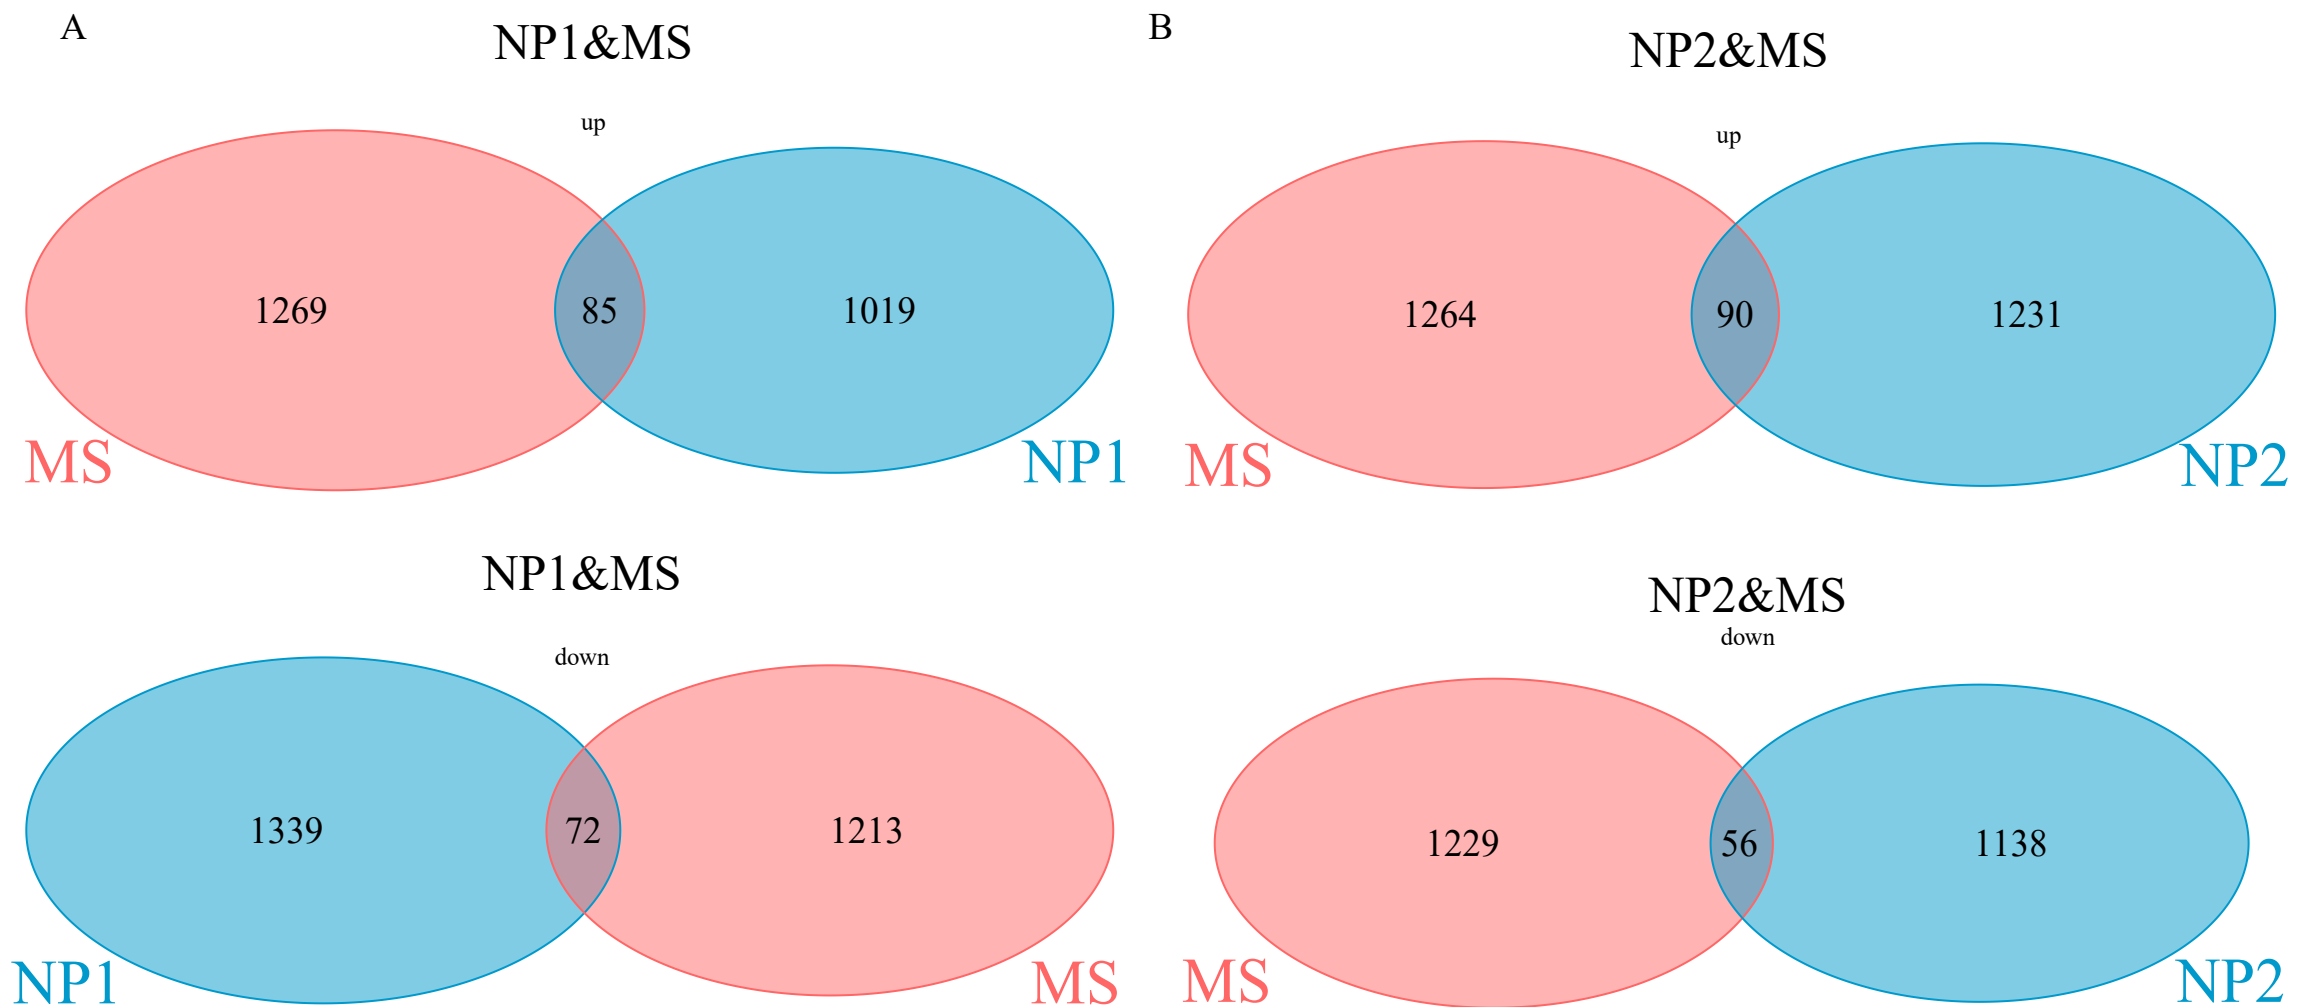 A
NP1&MS
up
1269
85
1019
MS
NP1
NP1&MS
down
1339
72
1213
NP1
MS
B
NP2&MS
up
1264
90
1231
MS
NP2
NP2&MS
down
1229
56
1138
MS
NP2